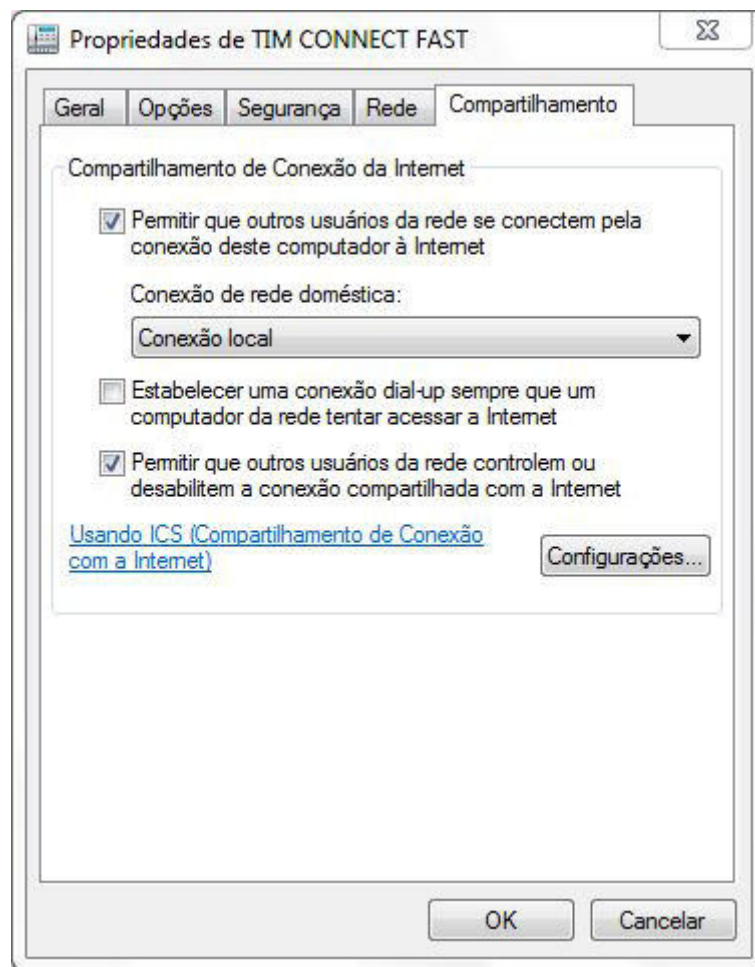 Propriedades de TIM CONNECT FAST
Geral Opções Segurança Rede Compartilhamento
Compartilhamento de Conexão da Internet
Permitir que outros usuários da rede se conectem pela
conexão deste computador à Internet
Conexão de rede doméstica:
Conexão local
Estabelecer uma conexão dial-up sempre que um
computador da rede tentar acessar a Internet
Permitir que outros usuários da rede controlem ou
desabilitem a conexão compartilhada com a Internet
Usando ICS (Compartilhamento de Conexão
com a Internet)
Configurações...
OK Cancelar